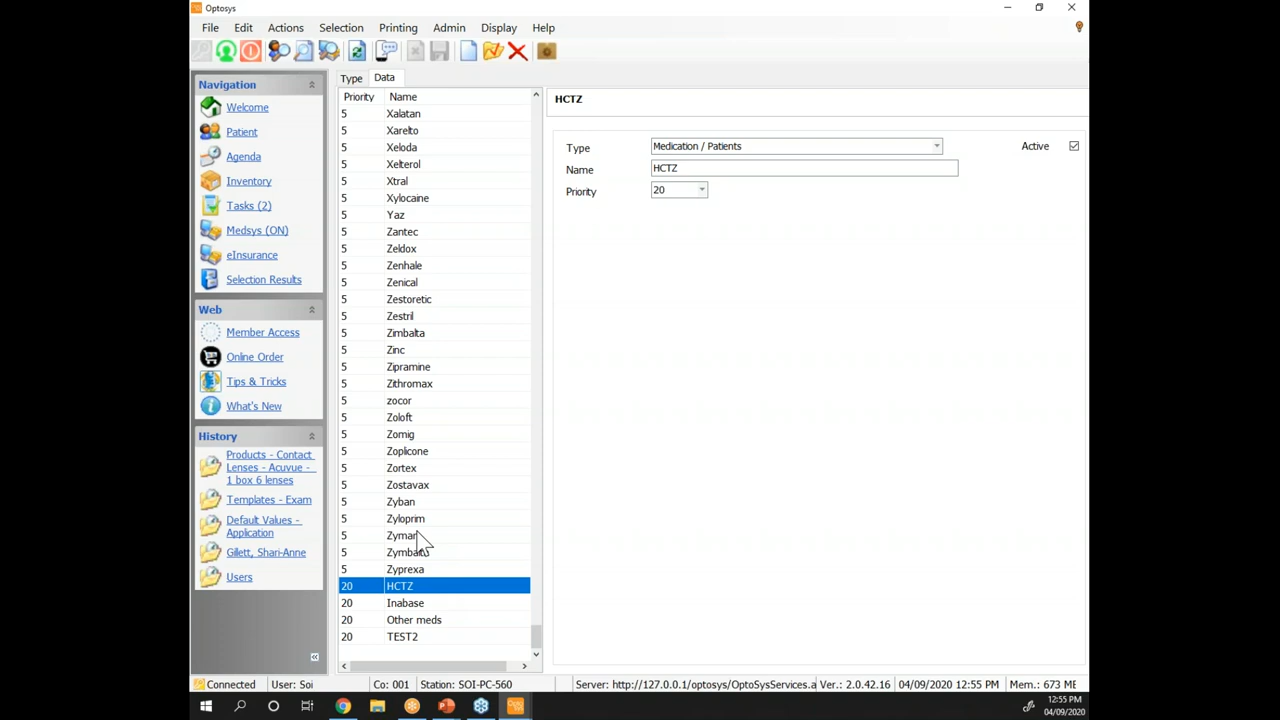 Optosys
File Edit Actions Selection Printing Admin Display Help
Navigation
Welcome
Patient
Agenda
Inventory
Tasks (2)
Medsys (ON)
eInsurance
Selection Results
Web
Member Access
Online Order
Tips & Tricks
What's New
History
Products - Contact
Lenses - Acuvue -
1 box 6 lenses
Templates - Exam
Default Values -
Application
Gillett, Shari-Anne
Users
Type Data
Priority Name
5 Xalatan
5 Xarelto
5 Xeloda
5 Xelterol
5 Xtral
5 Xylocaine
5 Yaz
5 Zantec
5 Zeldox
5 Zenhale
5 Zenical
5 Zestoretic
5 Zestril
5 Zimbalta
5 Zinc
5 Zipramine
5 Zithromax
5 zocor
5 Zoloft
5 Zomig
5 Zoplicone
5 Zortex
5 Zostavax
5 Zyban
5 Zyloprim
5 Zymar
5
5 Zyprexa
20 HCTZ
20 Inabase
20 Other meds
20 TEST2
HCTZ
Type Medication / Patients Active
Name HCTZ
Priority 20
Connected User: Soi Co: 001 Station: SOI-PC-560 Server: http://127.0.0.1/optosys/OptoSysServices.a Ver.: 2.0.42.16 04/09/2020 12:55 PM Mem.: 673 ME
12:55 PM
04/09/2020